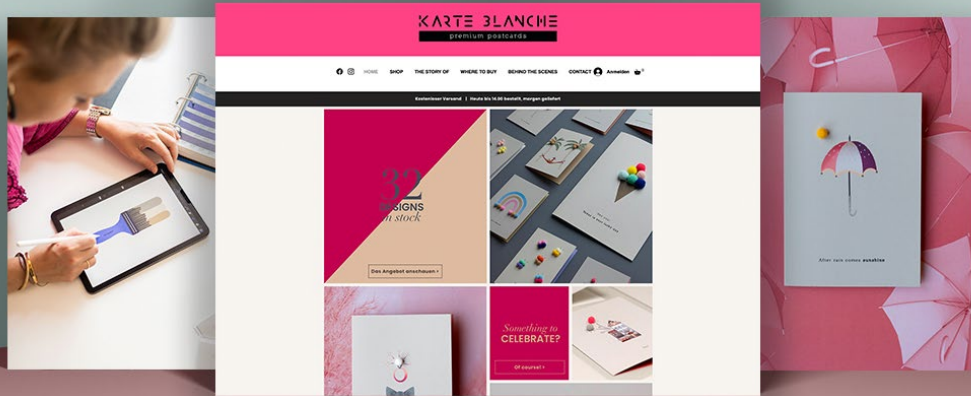 KARTE BLANCHE
premium postcards
HOME SHOP THE STORY OF WHERE TO BUY BEHIND THE SCENES CONTACT Anmelden
Kostenloser Versand | Heute bis 14.00 bestellt, morgen geliefert
32
DESIGNS
in stock
Das Angebot anschauen >
Something to
CELEBRATE?
Of course! >
After rain comes sunshine